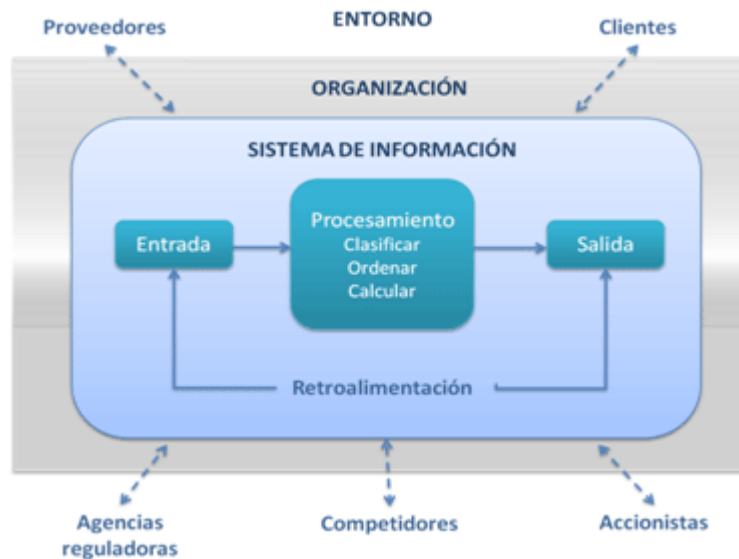 ENTORNO
Proveedores
Clientes
ORGANIZACIÓN
SISTEMA DE INFORMACIÓN
Entrada
Procesamiento
Clasificar
Ordenar
Calcular
Salida
Retroalimentación
Agencias
reguladoras
Competidores
Accionistas